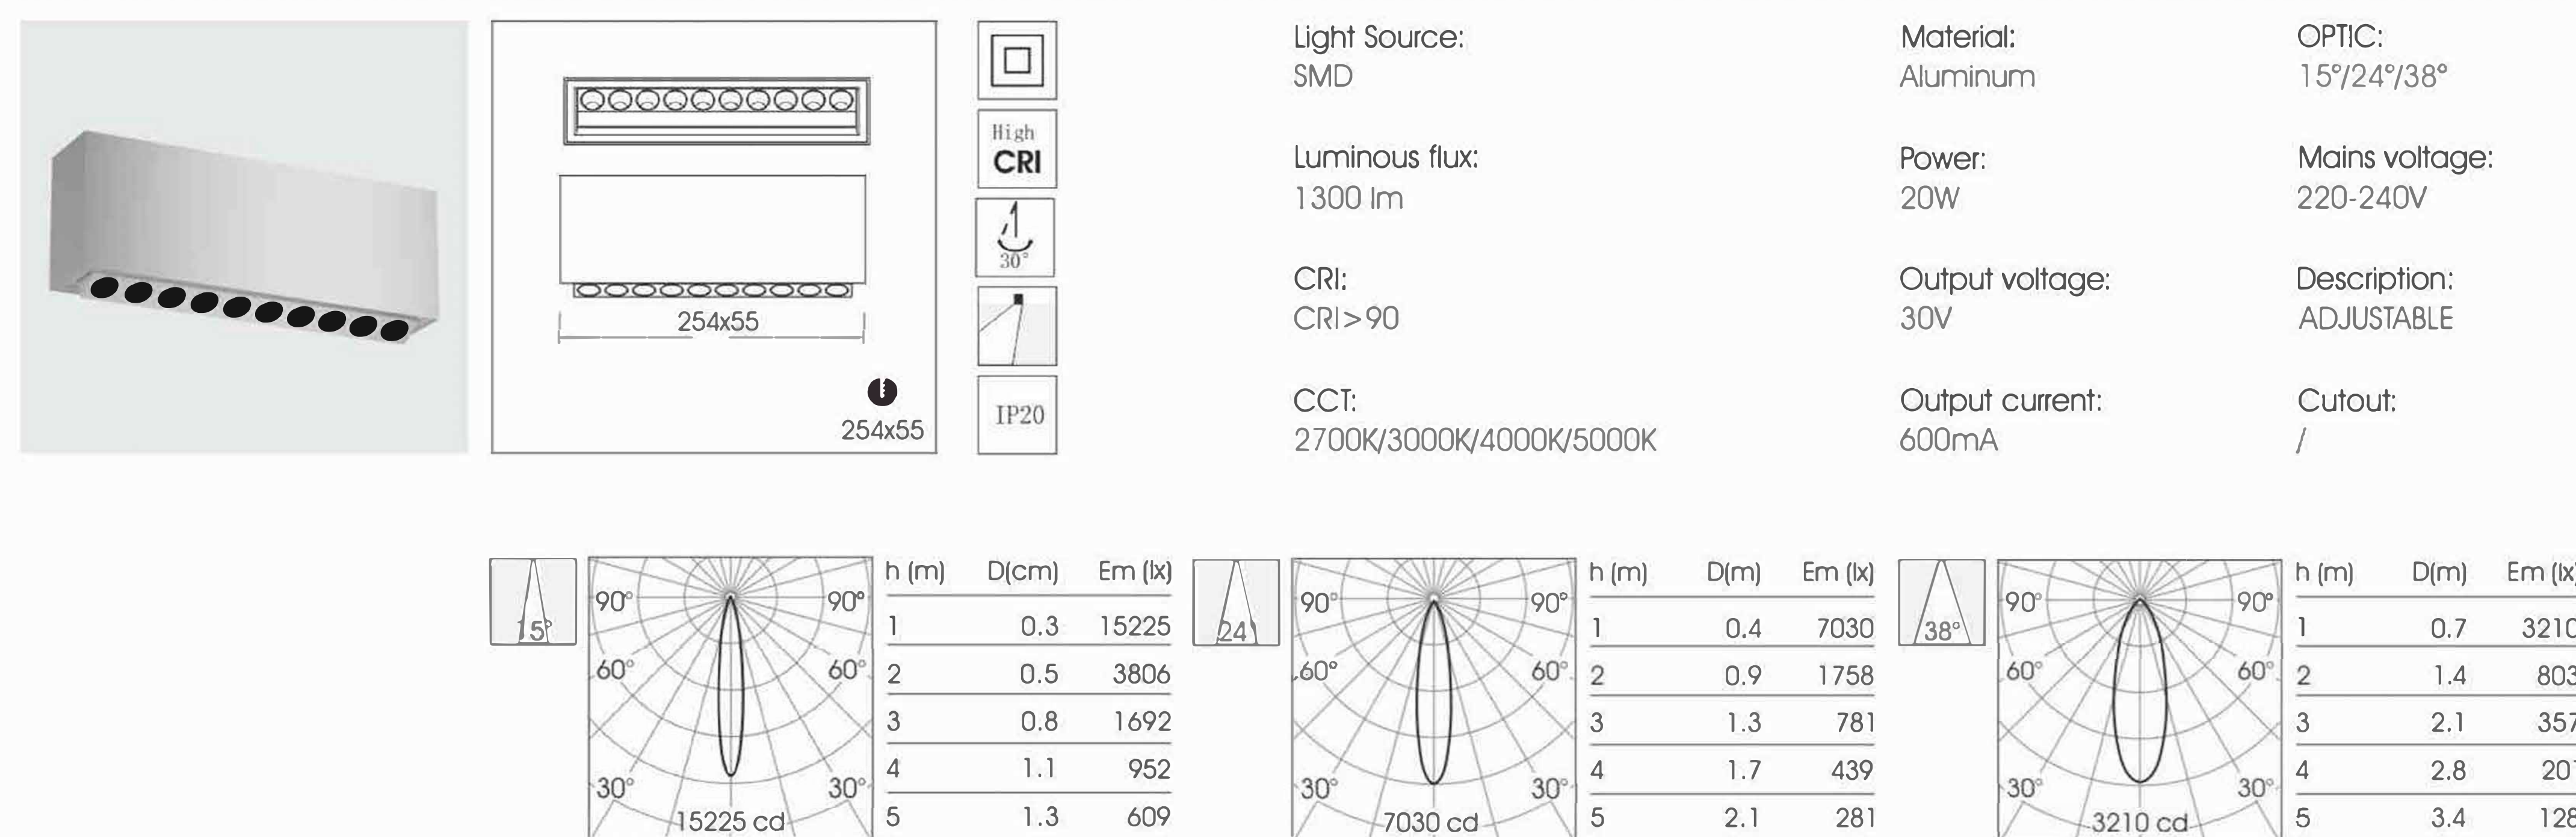 254x55
254x55
High
CRI
30°
IP20
Light Source:
SMD
Luminous flux:
1300 lm
CRI:
CRI>90
CCT:
2700K/3000K/4000K/5000K
Material:
Aluminum
Power:
20W
Output voltage:
30V
Output current:
600mA
OPTIC:
15°/24°/38°
Mains voltage:
220-240V
Description:
ADJUSTABLE
Cutout:
/
15°
90° 90°
60° 60°
30° 30°
15225 cd
h (m) D(cm) Em (lx)
1 0.3 15225
2 0.5 3806
3 0.8 1692
4 1.1 952
5 1.3 609
24°
90° 90°
60° 60°
30° 30°
7030 cd
h (m) D(m) Em (lx)
1 0.4 7030
2 0.9 1758
3 1.3 781
4 1.7 439
5 2.1 281
38°
90° 90°
60° 60°
30° 30°
3210 cd
h (m) D(m) Em (lx)
1 0.7 3210
2 1.4 803
3 2.1 357
4 2.8 201
5 3.4